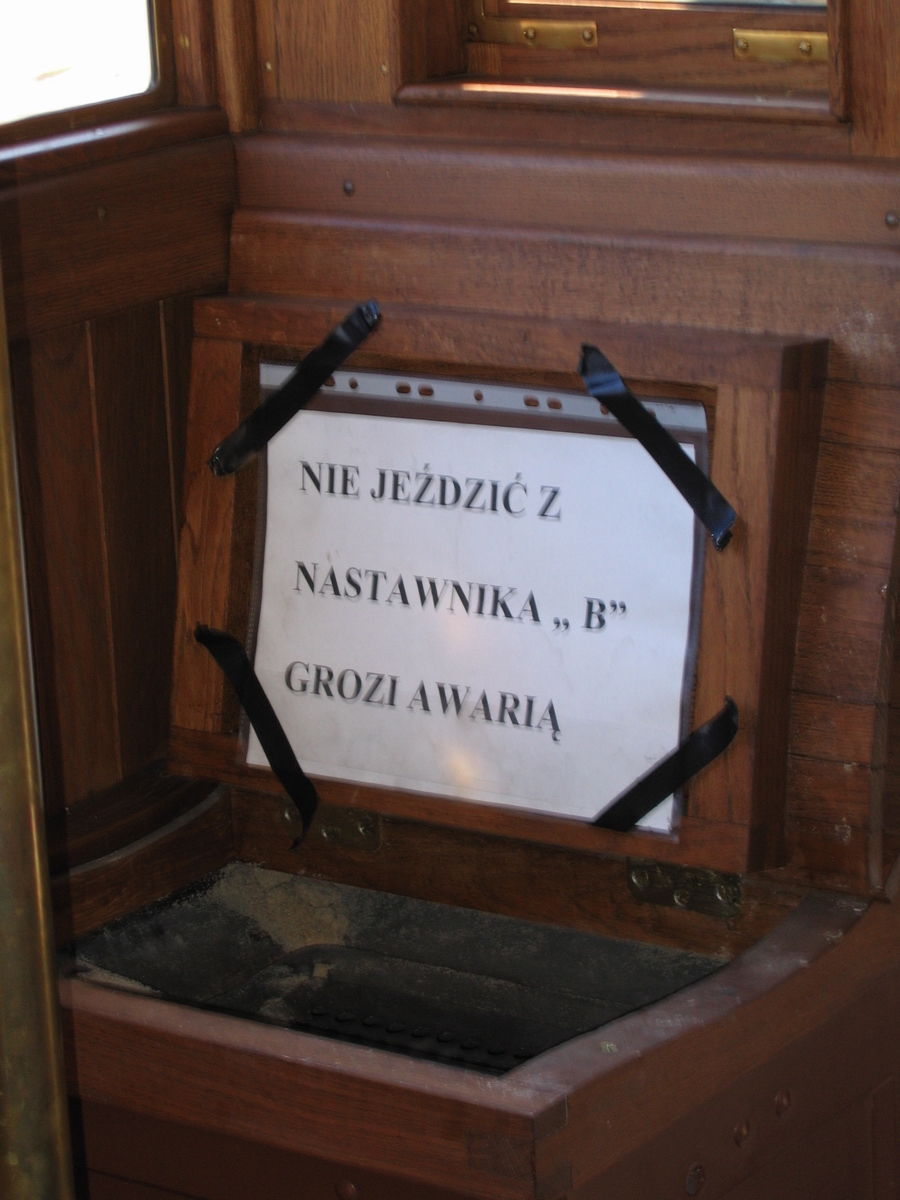 NIE JEŹDZIĆ Z
NASTAWNIKA „ B”
GROZI AWARIĄ